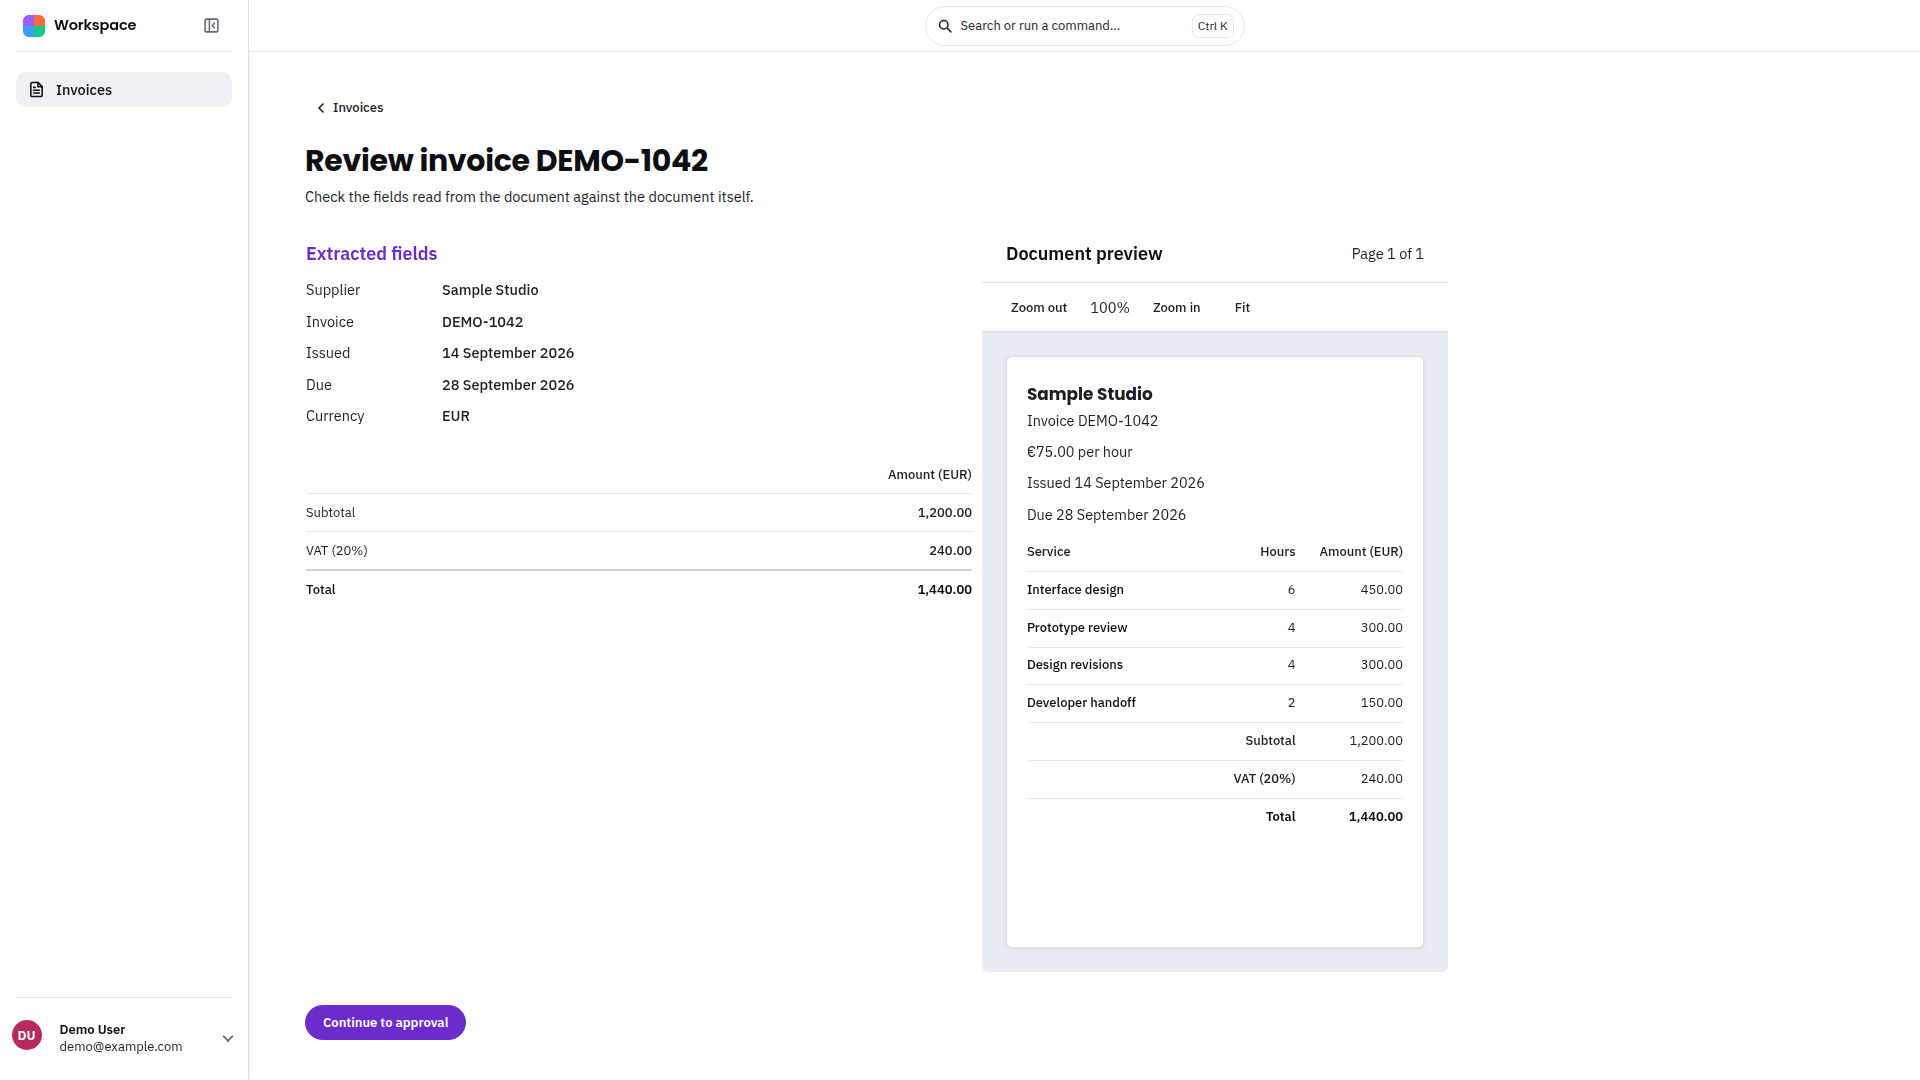 Workspace
Search or run a command...
Ctrl K
Invoices
Invoices
Review invoice DEMO-1042
Check the fields read from the document against the document itself.
Extracted fields
Supplier Sample Studio
Invoice DEMO-1042
Issued 14 September 2026
Due 28 September 2026
Currency EUR
Amount (EUR)
Subtotal 1,200.00
VAT (20%) 240.00
Total 1,440.00
Document preview Page 1 of 1
Zoom out 100% Zoom in Fit
Sample Studio
Invoice DEMO-1042
€75.00 per hour
Issued 14 September 2026
Due 28 September 2026
Service Hours Amount (EUR)
Interface design 6 450.00
Prototype review 4 300.00
Design revisions 4 300.00
Developer handoff 2 150.00
Subtotal 1,200.00
VAT (20%) 240.00
Total 1,440.00
Continue to approval
DU
Demo User
demo@example.com